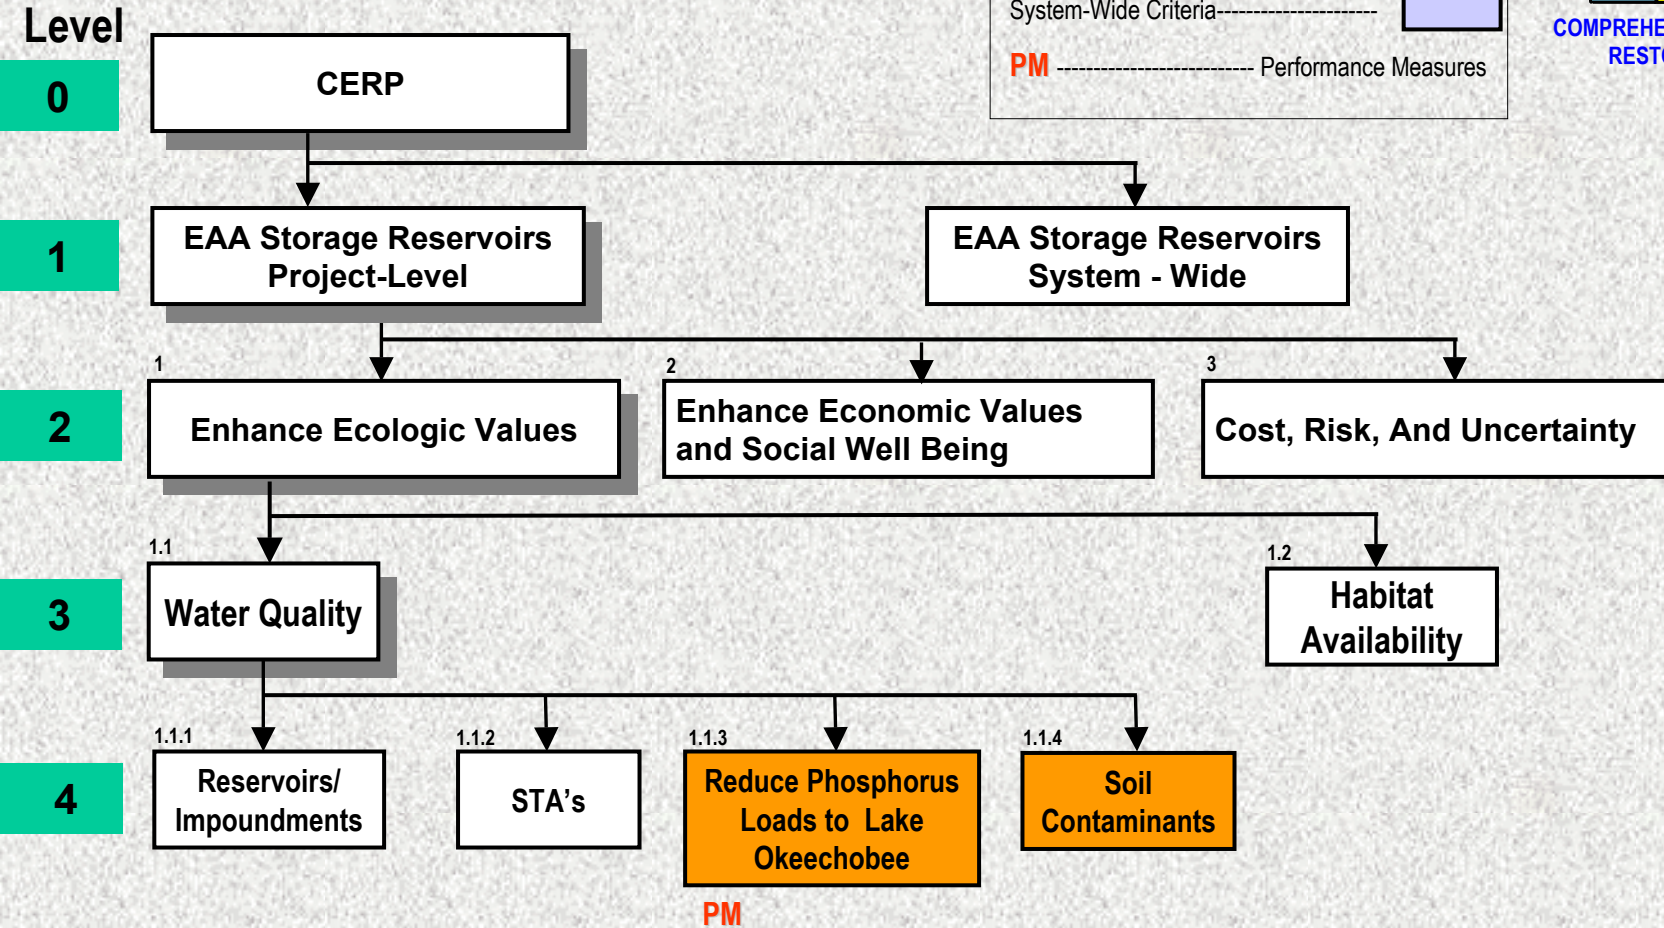 Level
System-Wide Criteria----------------------
PM --------------------------- Performance Measures
COMPREHE
RESTO
0
CERP
1
EAA Storage Reservoirs
Project-Level
EAA Storage Reservoirs
System - Wide
1
2
3
2
Enhance Ecologic Values
Enhance Economic Values
and Social Well Being
Cost, Risk, And Uncertainty
1.1
1.2
3
Water Quality
Habitat
Availability
1.1.1
1.1.2
1.1.3
1.1.4
4
Reservoirs/
Impoundments
STA's
Reduce Phosphorus
Loads to Lake
Okeechobee
Soil
Contaminants
PM